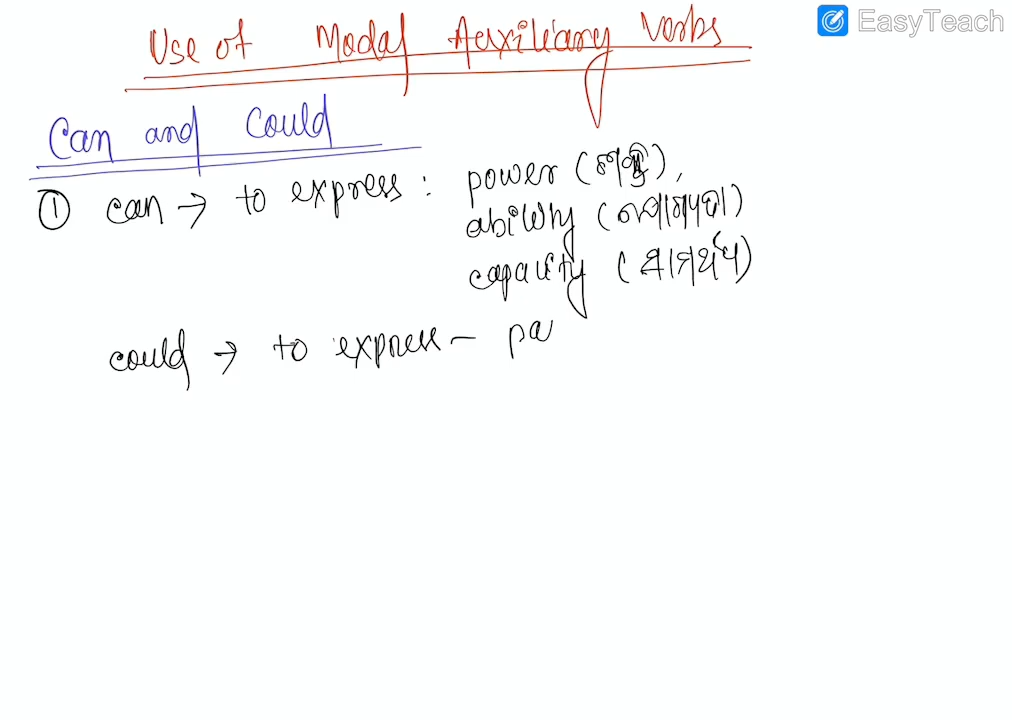 EasyTeach
Use of Modal Auxiliary Verbs
Can and Could
① can → to express : power (ଶକ୍ତି),
ability
capacity (ସାମର୍ଥ୍ୟ)
could → to express – pa